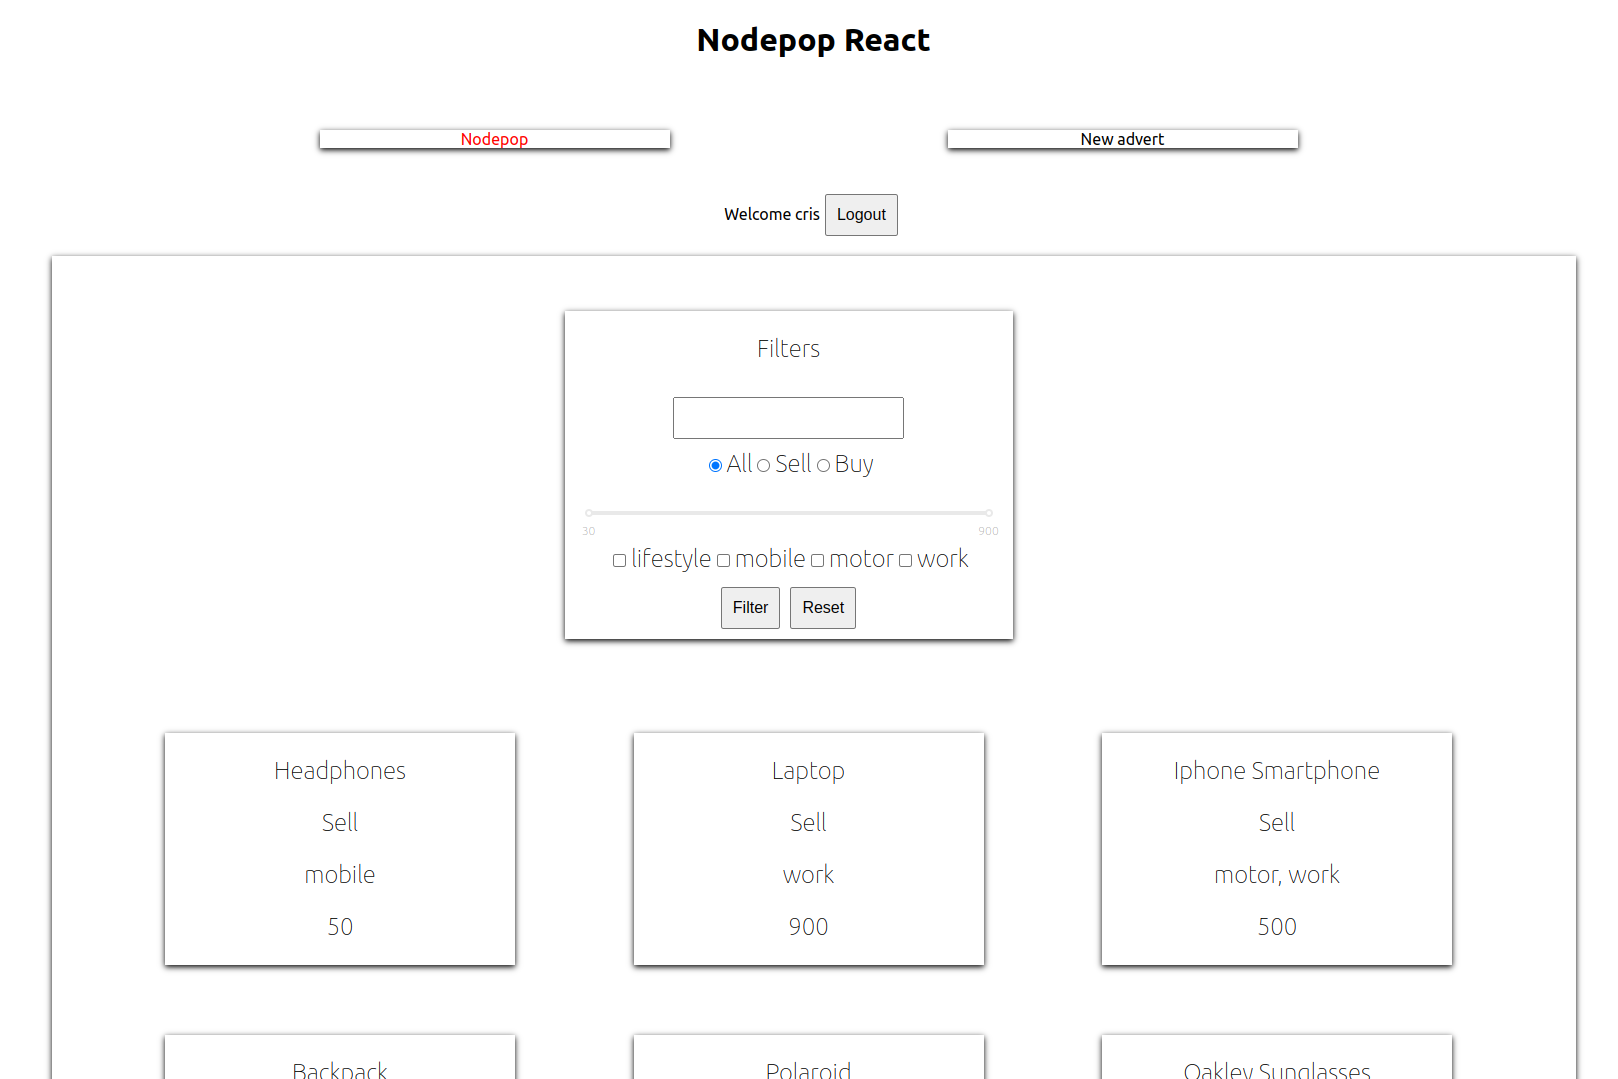 Nodepop React
Nodepop
New advert
Welcome cris Logout
Filters
All Sell Buy
30 900
lifestyle mobile motor work
Filter Reset
Headphones
Sell
mobile
50
Laptop
Sell
work
900
Iphone Smartphone
Sell
motor, work
500
Backpack
Polaroid
Oakley Sunglasses